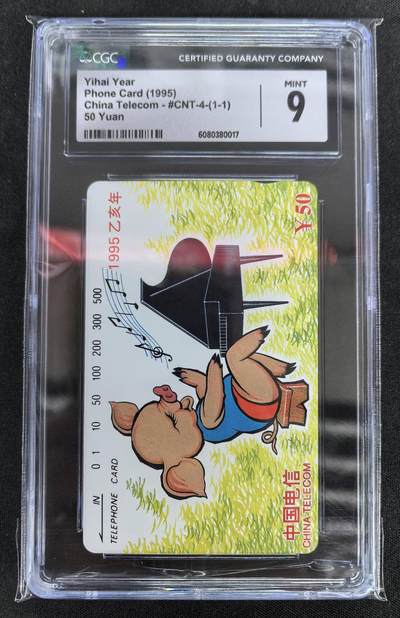 CGC
CERTIFIED GUARANTY COMPANY
Yihai Year
Phone Card (1995)
China Telecom - #CNT-4-(1-1)
50 Yuan
6080380017
MINT
9
1995 乙亥年
¥50
IN 0 1 10 50 100 200 300 500
TELEPHONE CARD
中国电信
CHINA-TELECOM